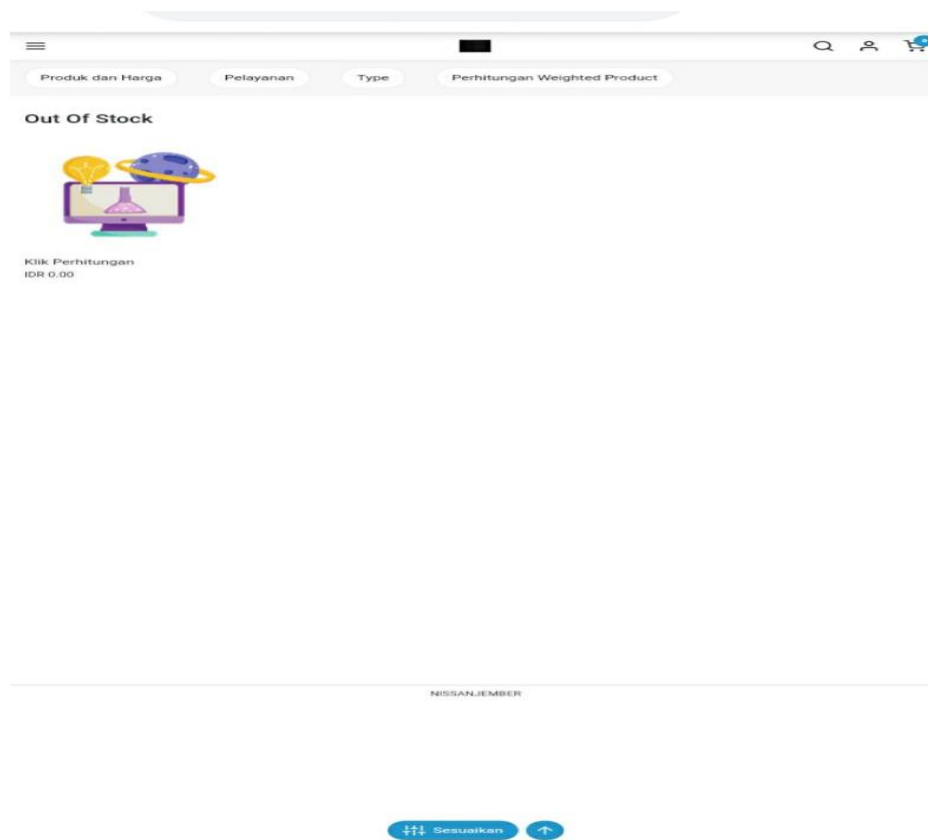 Produk dan Harga Pelayanan Type Perhitungan Weighted Product
Out Of Stock
Klik Perhitungan
IDR 0.00
NISSANJEMBER
Sesuaikan